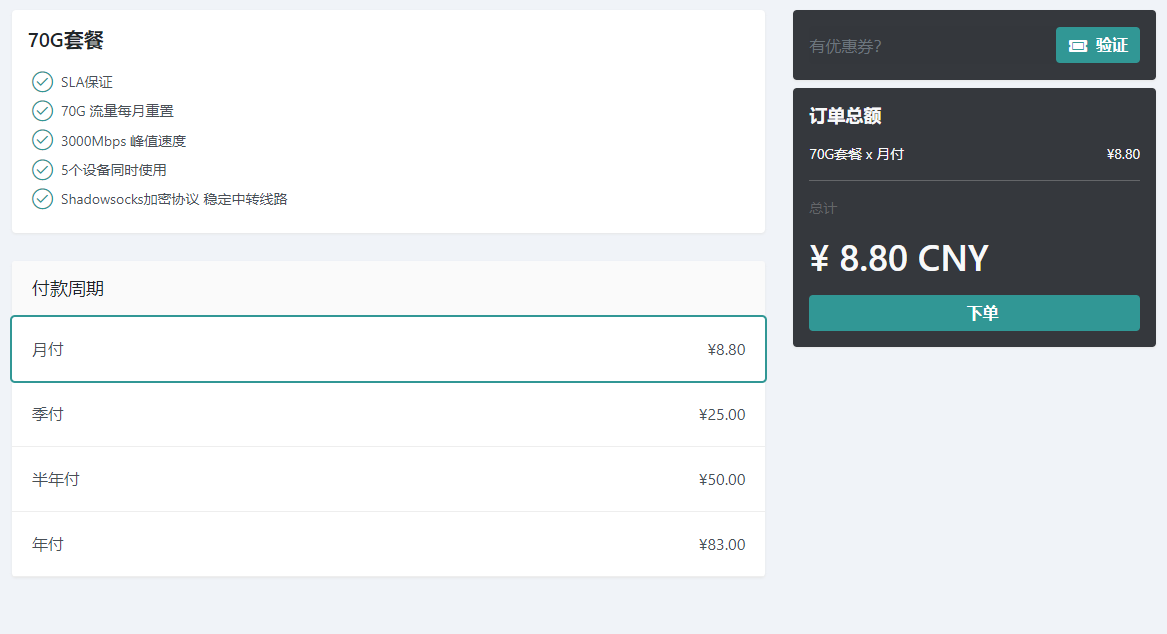 70G套餐
SLA保证
70G 流量每月重置
3000Mbps 峰值速度
5个设备同时使用
Shadowsocks加密协议 稳定中转线路
付款周期
月付 ¥8.80
季付 ¥25.00
半年付 ¥50.00
年付 ¥83.00
有优惠券?
验证
订单总额
70G套餐 x 月付 ¥8.80
总计
¥ 8.80 CNY
下单